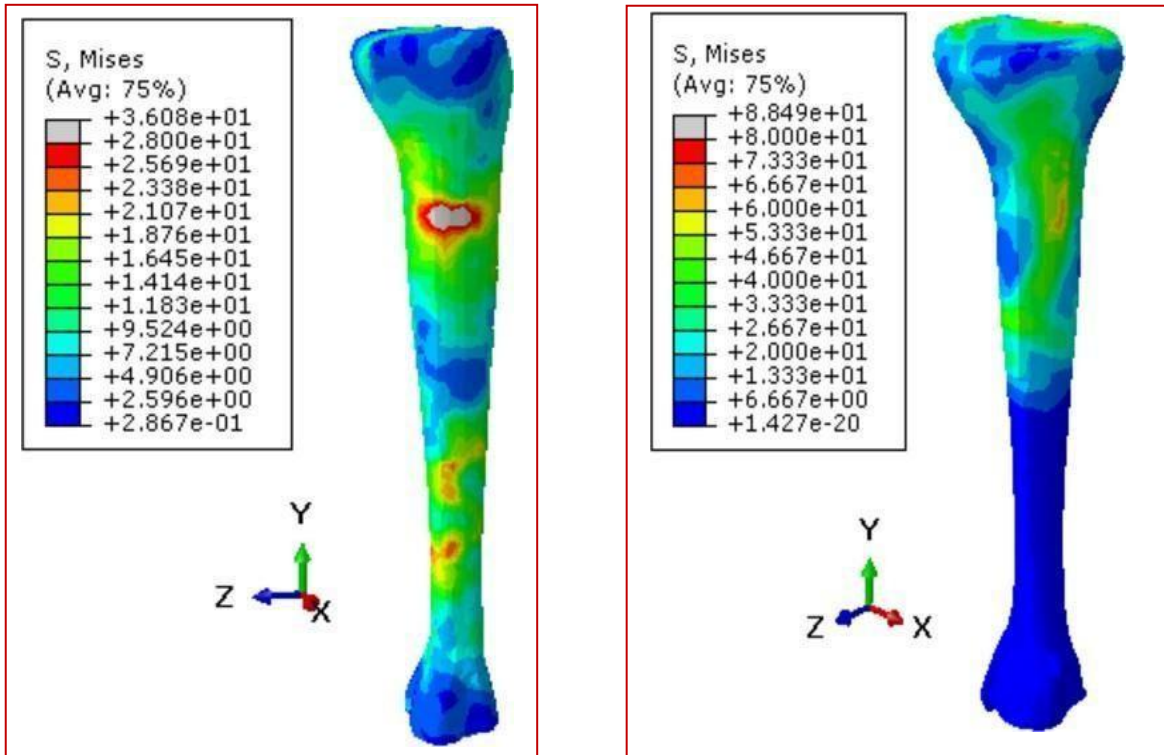 S, Mises
(Avg: 75%)
+3.608e+01
+2.800e+01
+2.569e+01
+2.338e+01
+2.107e+01
+1.876e+01
+1.645e+01
+1.414e+01
+1.183e+01
+9.524e+00
+7.215e+00
+4.906e+00
+2.596e+00
+2.867e-01
Y
Z
X
S, Mises
(Avg: 75%)
+8.849e+01
+8.000e+01
+7.333e+01
+6.667e+01
+6.000e+01
+5.333e+01
+4.667e+01
+4.000e+01
+3.333e+01
+2.667e+01
+2.000e+01
+1.333e+01
+6.667e+00
+1.427e-20
Y
Z
X